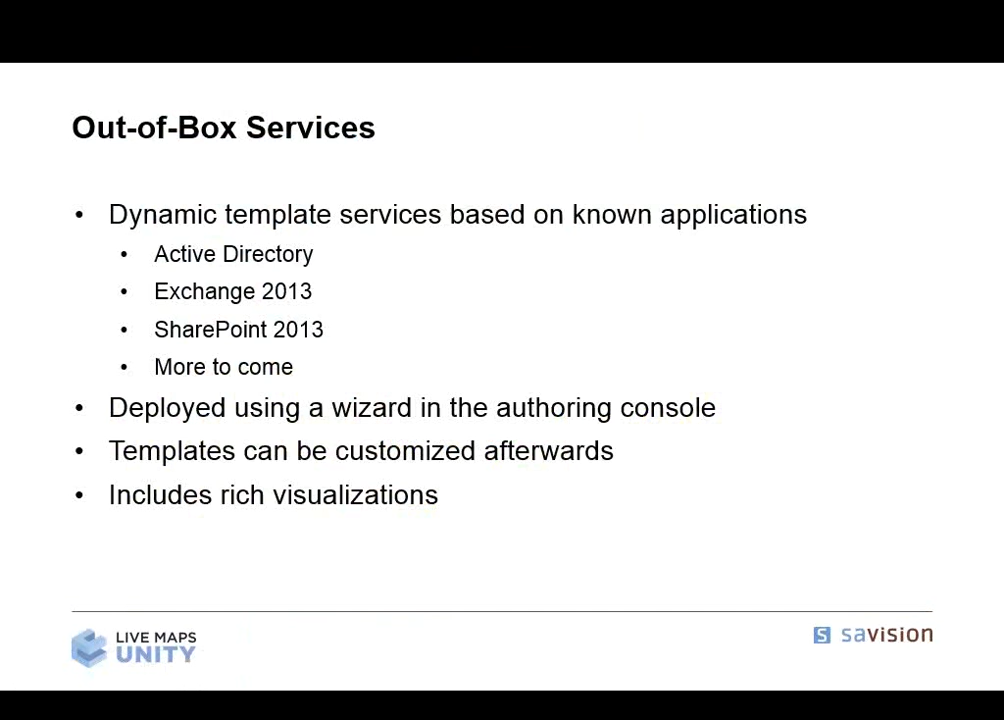 Out-of-Box Services
• Dynamic template services based on known applications
• Active Directory
• Exchange 2013
• SharePoint 2013
• More to come
• Deployed using a wizard in the authoring console
• Templates can be customized afterwards
• Includes rich visualizations
LIVE MAPS
UNITY
S savision